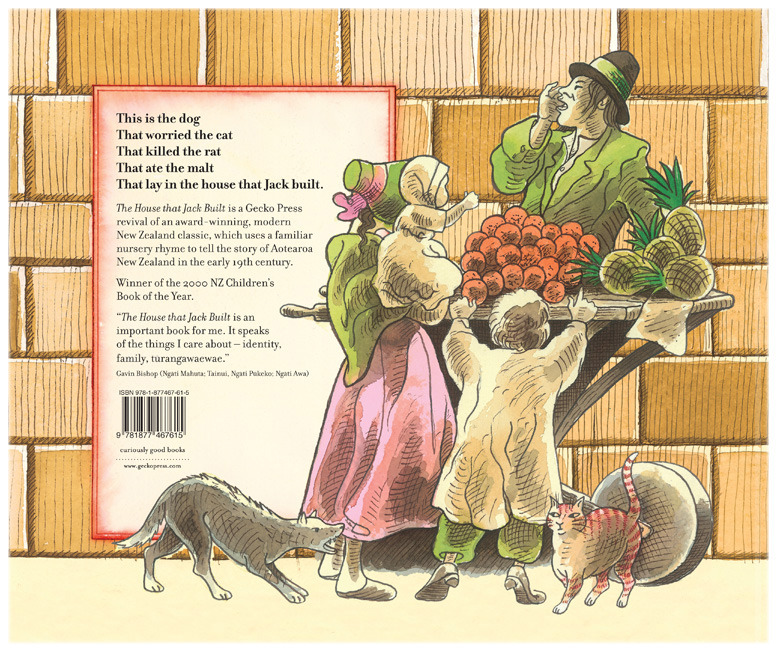 This is the dog
That worried the cat
That killed the rat
That ate the malt
That lay in the house that Jack built.
The House that Jack Built is a Gecko Press
revival of an award–winning, modern
New Zealand classic, which uses a familiar
nursery rhyme to tell the story of Aotearoa
New Zealand in the early 19th century.
Winner of the 2000 NZ Children's
Book of the Year.
“The House that Jack Built is an
important book for me. It speaks
of the things I care about – identity,
family, turangawaewae.”
Gavin Bishop (Ngati Mahuta; Tainui, Ngati Pukeko; Ngati Awa)
ISBN 978-1-877467-61-5
9 781877 467615
curiously good books
www.geckopress.com